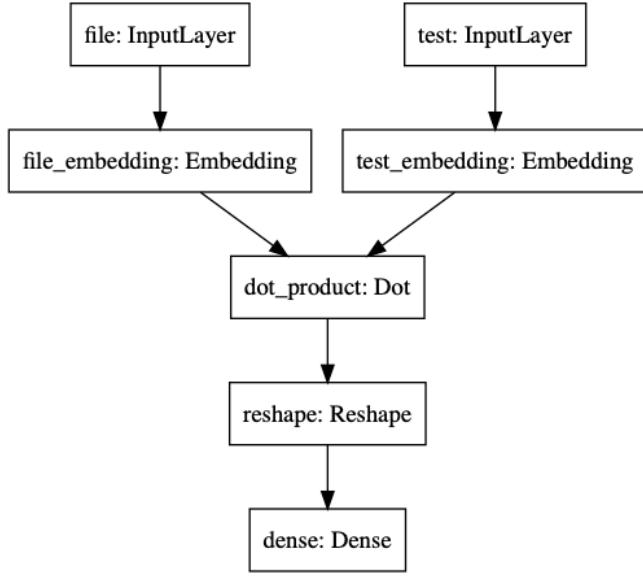 file: InputLayer
test: InputLayer
file_embedding: Embedding
test_embedding: Embedding
dot_product: Dot
reshape: Reshape
dense: Dense